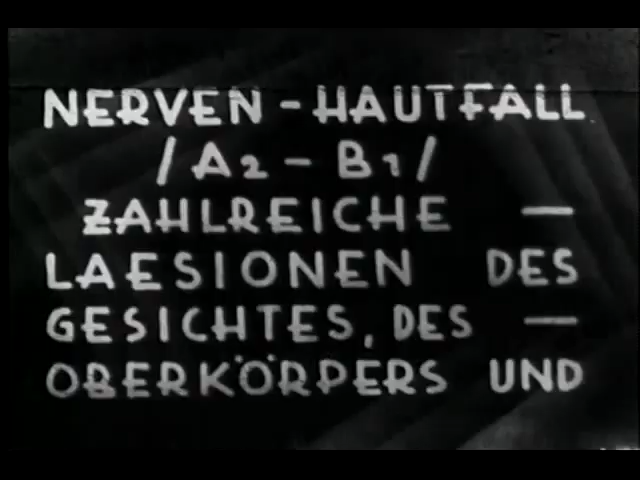 NERVEN - HAUTFALL
/A2 - B1/
ZAHLREICHE —
LAESIONEN DES
GESICHTES, DES —
OBERKÖRPERS UND